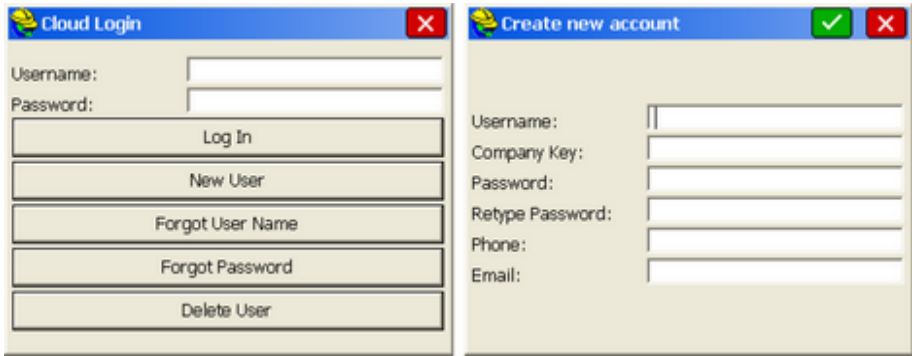 Cloud Login
Username:
Password:
Log In
New User
Forgot User Name
Forgot Password
Delete User
Create new account
Username:
Company Key:
Password:
Retype Password:
Phone:
Email: